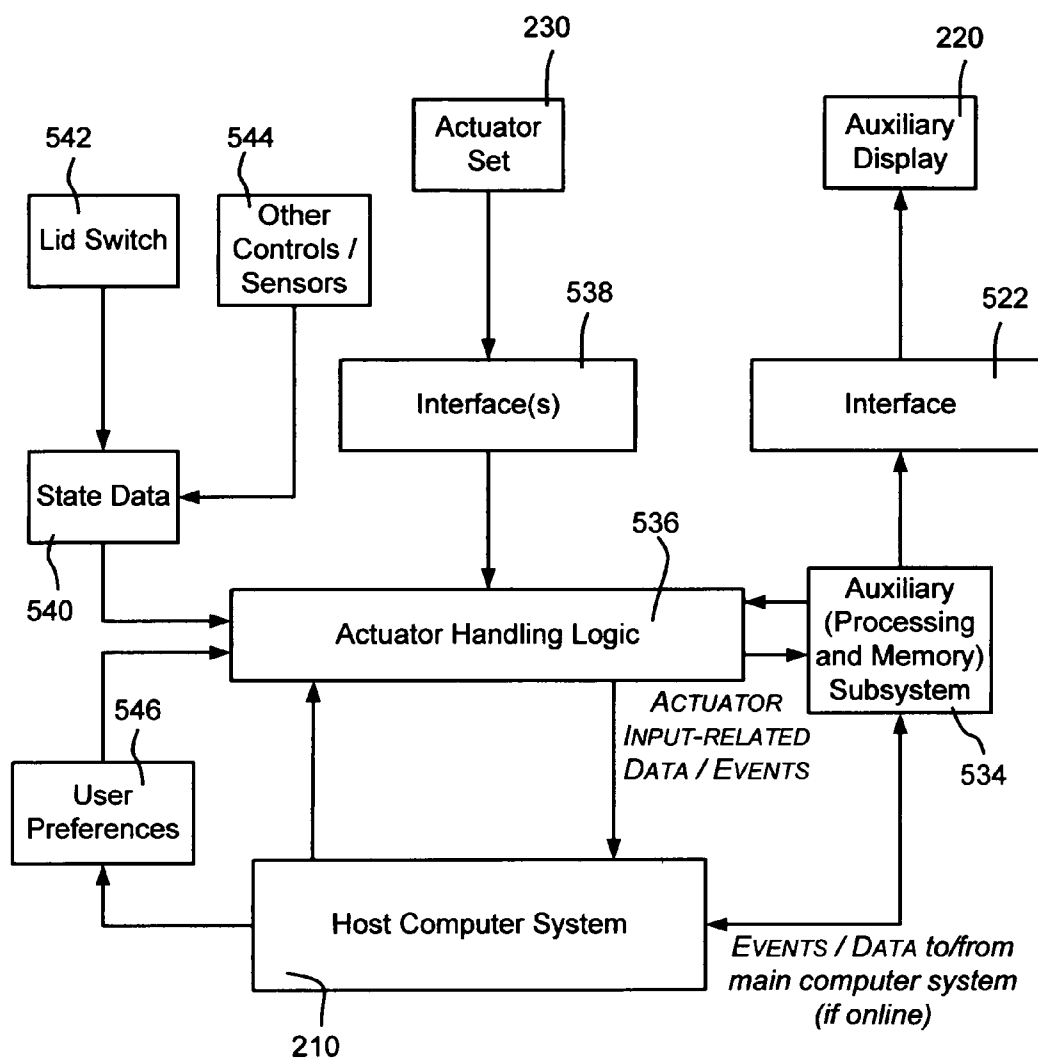 230
220
Actuator
Set
Auxiliary
Display
542
544
Lid Switch
Other
Controls /
Sensors
538
522
Interface(s)
Interface
State Data
536
540
Actuator Handling Logic
Auxiliary
(Processing
and Memory)
Subsystem
546
ACTUATOR
INPUT-RELATED
DATA / EVENTS
534
User
Preferences
Host Computer System
EVENTS / DATA to/from
main computer system
(if online)
210